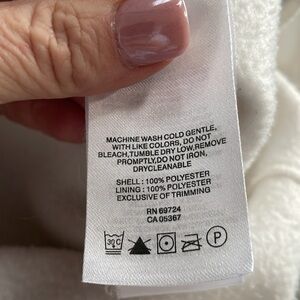 MACHINE WASH COLD GENTLE,
WITH LIKE COLORS, DO NOT
BLEACH,TUMBLE DRY LOW,REMOVE
PROMPTLY,DO NOT IRON,
DRYCLEANABLE
SHELL : 100% POLYESTER
LINING : 100% POLYESTER
EXCLUSIVE OF TRIMMING
RN 69724
CA 05367
30C P